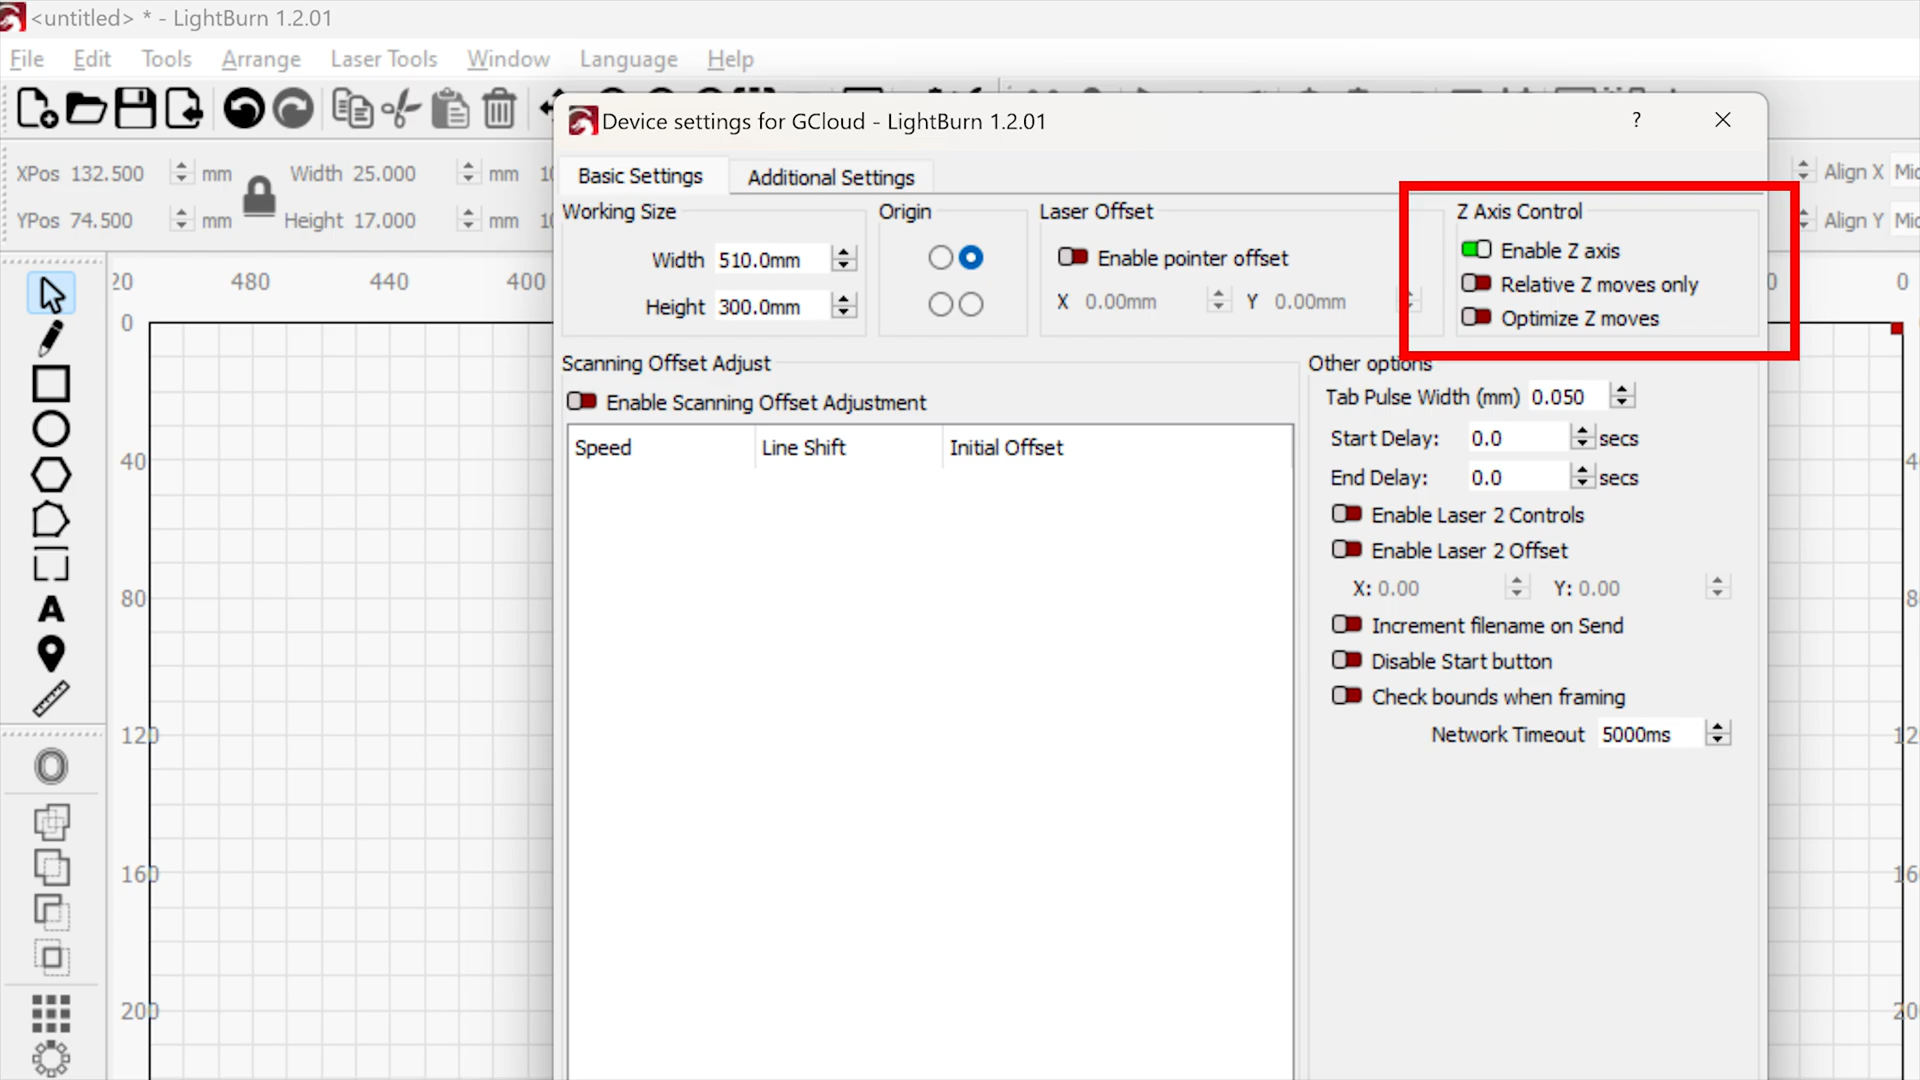 <untitled> * - LightBurn 1.2.01
File Edit Tools Arrange Laser Tools Window Language Help
Device settings for GCloud - LightBurn 1.2.01 ?
XPos 132.500 mm Width 25.000 mm
YPos 74.500 mm Height 17.000 mm
Align X
Align Y
Basic Settings Additional Settings
Working Size
Width 510.0mm
Height 300.0mm
Origin
Laser Offset
Enable pointer offset
X 0.00mm Y 0.00mm
Z Axis Control
Enable Z axis
Relative Z moves only
Optimize Z moves
20 480 440 400 0
0
40
80
120
160
200
Scanning Offset Adjust
Enable Scanning Offset Adjustment
Speed Line Shift Initial Offset
Other options
Tab Pulse Width (mm) 0.050
Start Delay: 0.0 secs
End Delay: 0.0 secs
Enable Laser 2 Controls
Enable Laser 2 Offset
X: 0.00 Y: 0.00
Increment filename on Send
Disable Start button
Check bounds when framing
Network Timeout 5000ms